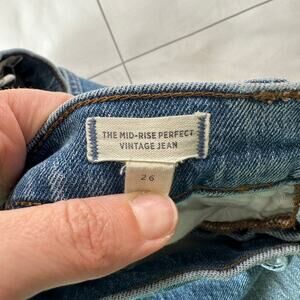 THE MID-RISE PERFECT
VINTAGE JEAN
26